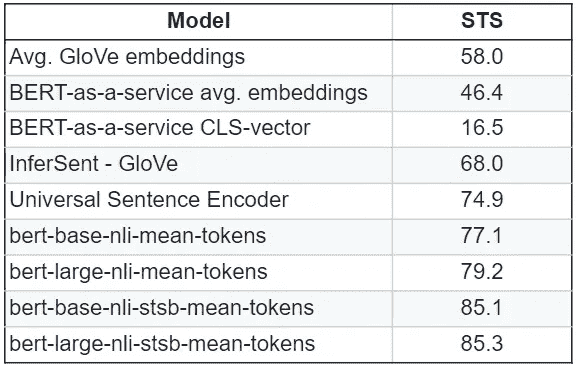 Model STS
Avg. GloVe embeddings 58.0
BERT-as-a-service avg. embeddings 46.4
BERT-as-a-service CLS-vector 16.5
InferSent - GloVe 68.0
Universal Sentence Encoder 74.9
bert-base-nli-mean-tokens 77.1
bert-large-nli-mean-tokens 79.2
bert-base-nli-stsb-mean-tokens 85.1
bert-large-nli-stsb-mean-tokens 85.3